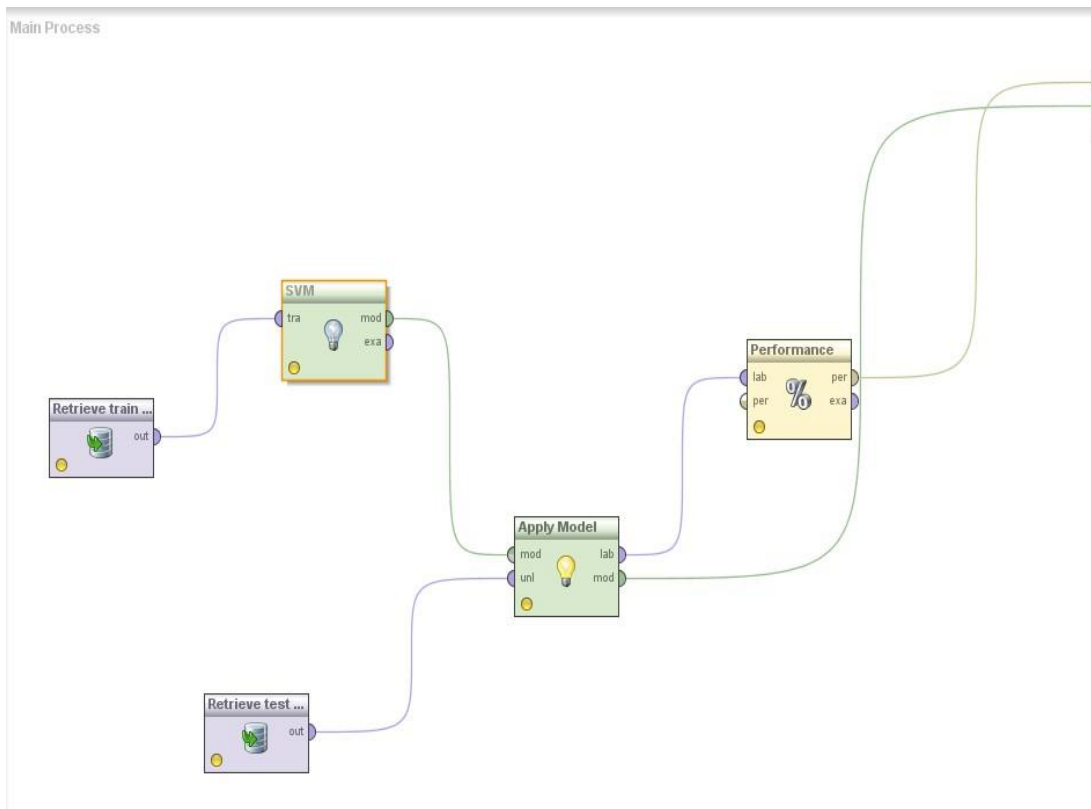 Main Process
SVM
tra mod
exa
Retrieve train ...
out
Performance
lab per
per exa
%
Apply Model
mod lab
unl mod
Retrieve test ...
out